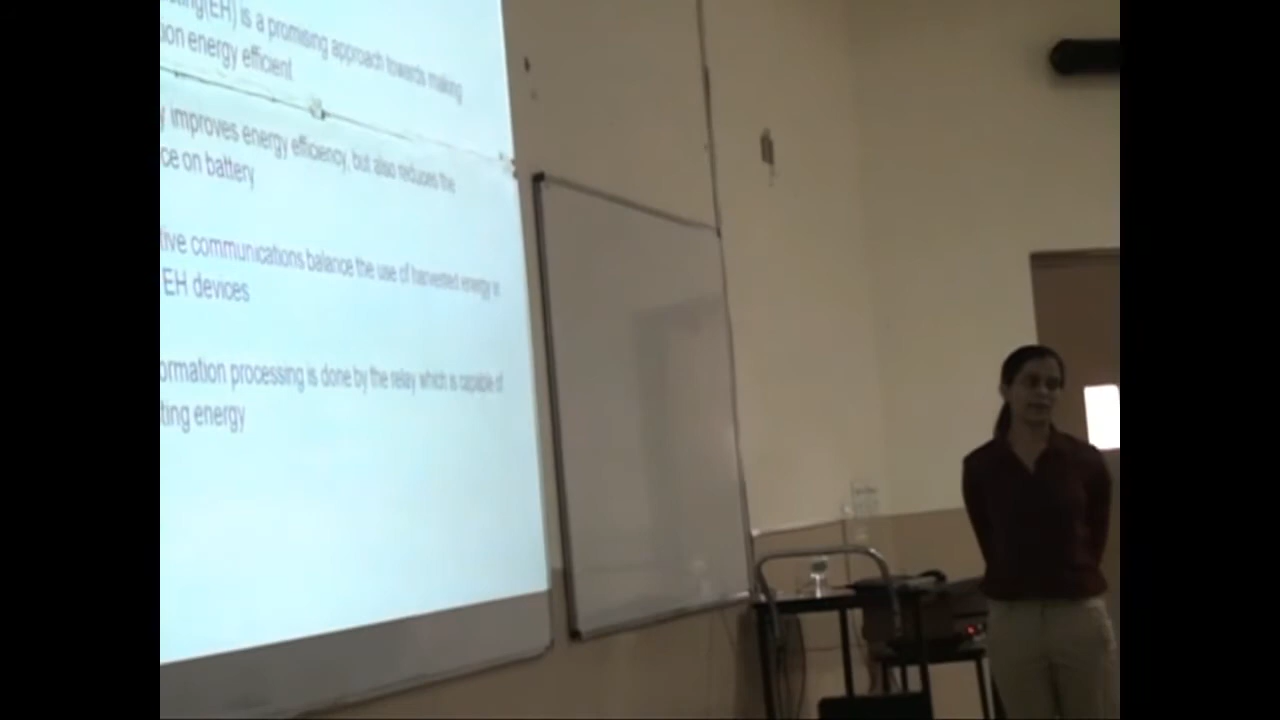 sting(EH) is a promising approach towards making
ion energy efficient
y improves energy efficiency, but also reduces the
ce on battery
tive communications balance the use of harvested energy
EH devices
ormation processing is done by the relay which is capable of
ting energy